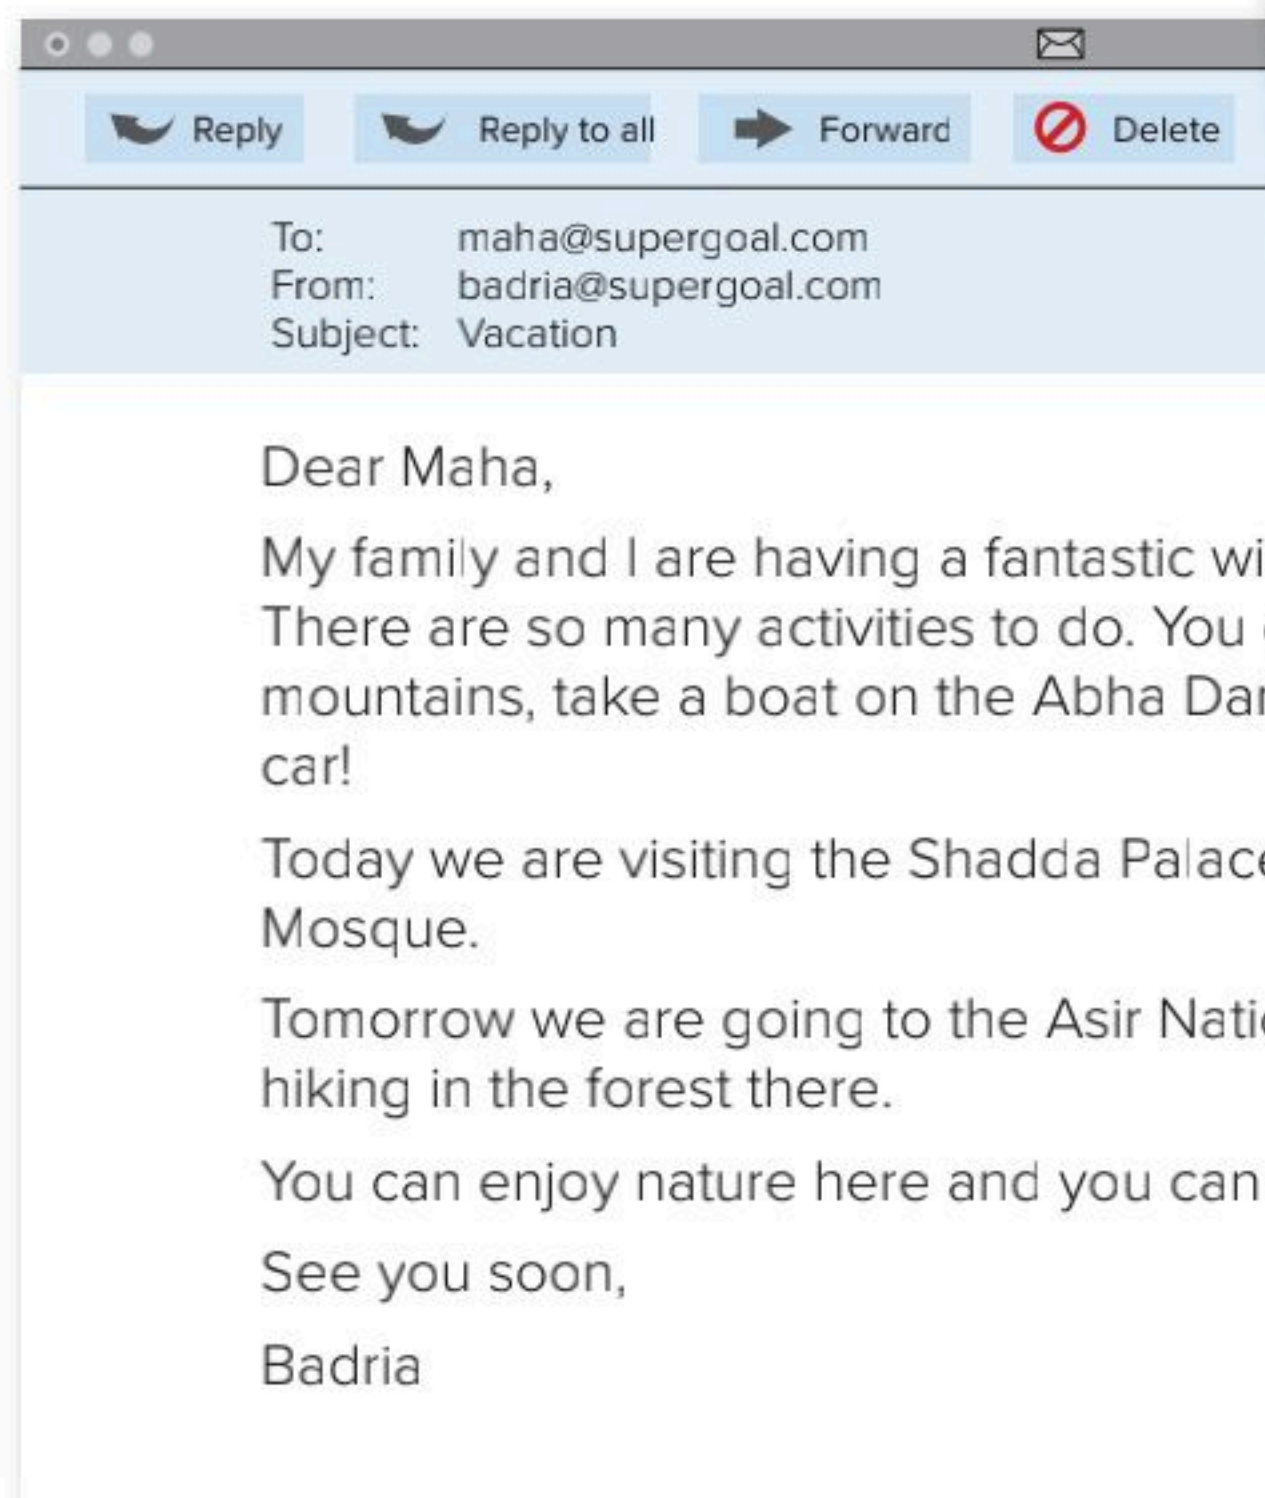 Reply
Reply to all
Forward
Delete
To: maha@supergoal.com
From: badria@supergoal.com
Subject: Vacation
Dear Maha,
My family and I are having a fantastic
There are so many activities to do. You
mountains, take a boat on the Abha
car!
Today we are visiting the Shadda
Mosque.
Tomorrow we are going to the Asir
hiking in the forest there.
You can enjoy nature here and you can
See you soon,
Badria